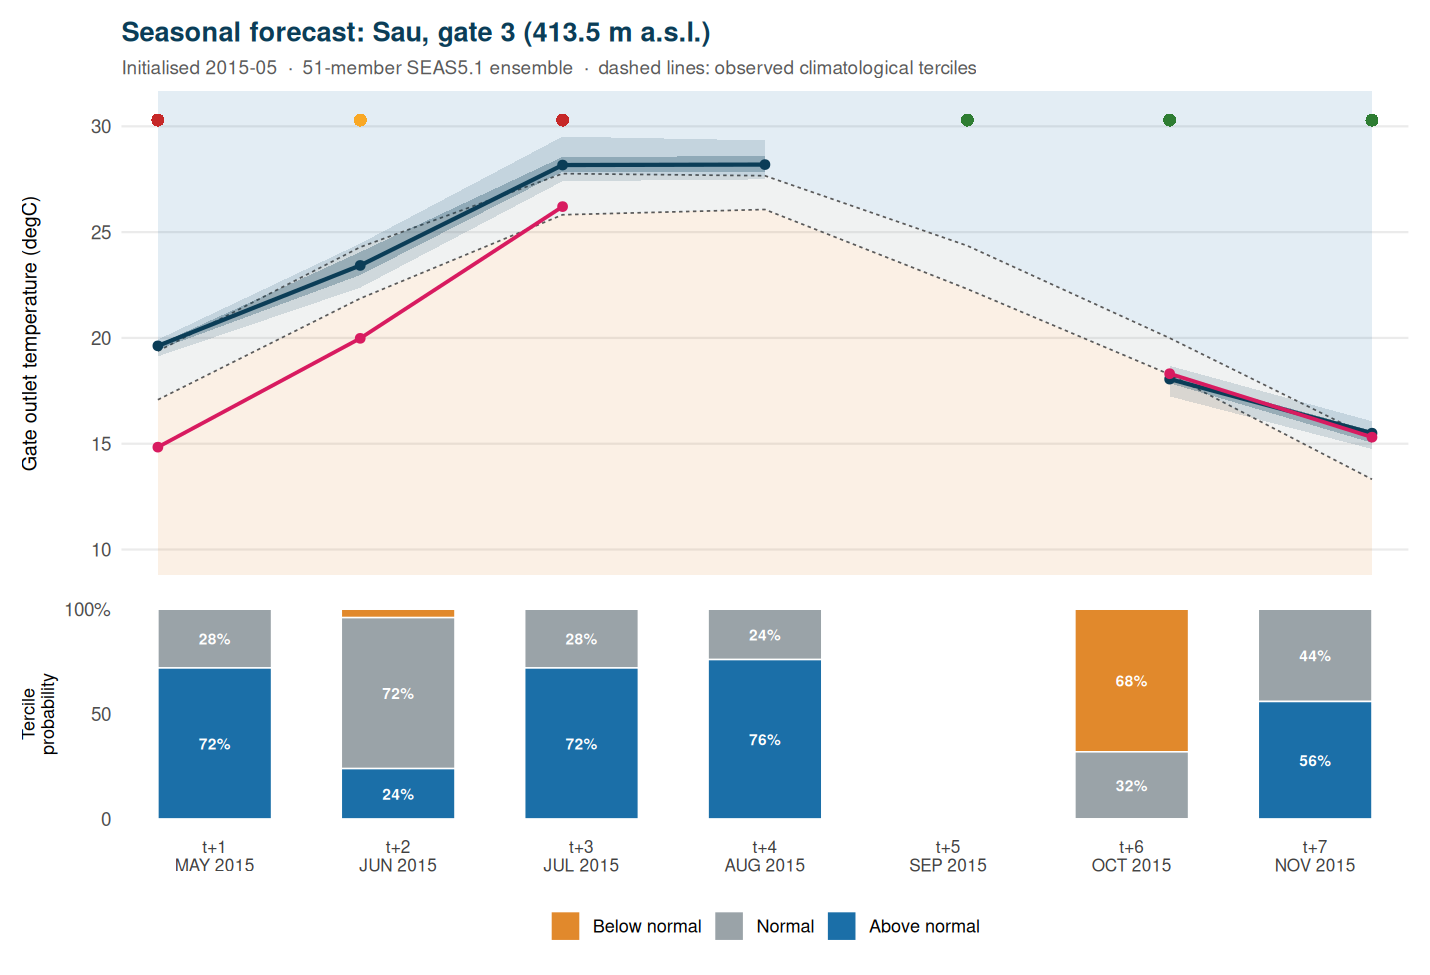 Seasonal forecast: Sau, gate 3 (413.5 m a.s.l.)
Initialised 2015-05 · 51-member SEAS5.1 ensemble · dashed lines: observed climatological terciles
Gate outlet temperature (degC)
30
25
20
15
10
Tercile
probability
100%
50
0
28%
72%
72%
24%
28%
72%
24%
76%
68%
32%
44%
56%
t+1
MAY 2015
t+2
JUN 2015
t+3
JUL 2015
t+4
AUG 2015
t+5
SEP 2015
t+6
OCT 2015
t+7
NOV 2015
Below normal
Normal
Above normal